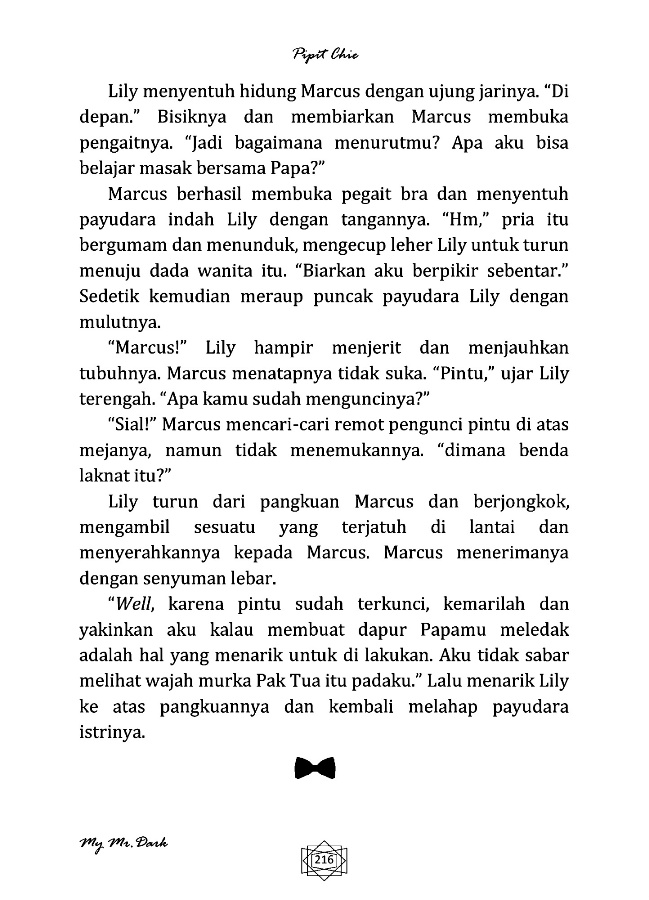 Pipit Chie
Lily menyentuh hidung Marcus dengan ujung jarinya. “Di
depan.” Bisiknya dan membiarkan Marcus membuka
pengaitnya. “Jadi bagaimana menurutmu? Apa aku bisa
belajar masak bersama Papa?”
Marcus berhasil membuka pegait bra dan menyentuh
payudara indah Lily dengan tangannya. “Hm,” pria itu
bergumam dan menunduk, mengecup leher Lily untuk turun
menuju dada wanita itu. “Biarkan aku berpikir sebentar.”
Sedetik kemudian meraup puncak payudara Lily dengan
mulutnya.
“Marcus!” Lily hampir menjerit dan menjauhkan
tubuhnya. Marcus menatapnya tidak suka. “Pintu,” ujar Lily
terengah. “Apa kamu sudah menguncinya?”
“Sial!” Marcus mencari-cari remot pengunci pintu di atas
mejanya, namun tidak menemukannya. “dimana benda
laknat itu?”
Lily turun dari pangkuan Marcus dan berjongkok,
mengambil sesuatu yang terjatuh di lantai dan
menyerahkannya kepada Marcus. Marcus menerimanya
dengan senyuman lebar.
“Well, karena pintu sudah terkunci, kemarilah dan
yakinkan aku kalau membuat dapur Papamu meledak
adalah hal yang menarik untuk di lakukan. Aku tidak sabar
melihat wajah murka Pak Tua itu padaku.” Lalu menarik Lily
ke atas pangkuannya dan kembali melahap payudara
istrinya.
My Mr. Dark
216